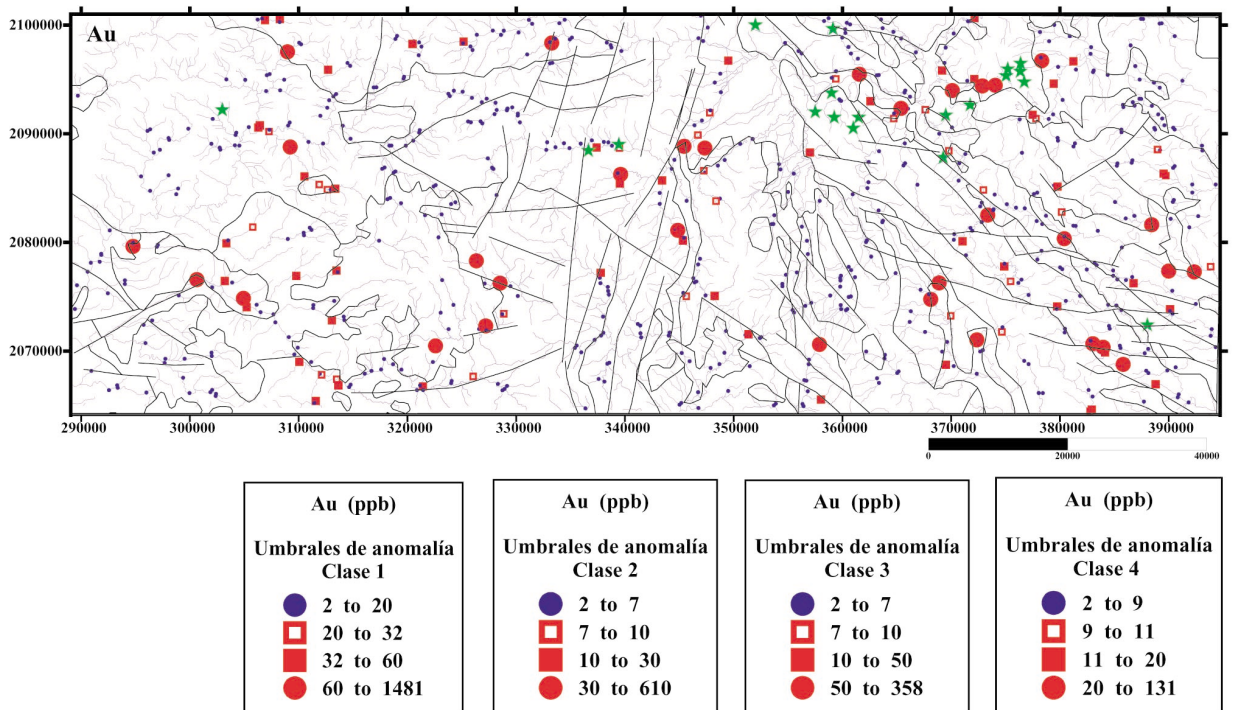 2100000
Au
2090000
2080000
2070000
290000 300000 310000 320000 330000 340000 350000 360000 370000 380000 390000
0 20000 40000
Au (ppb)
Umbrales de anomalía
Clase 1
2 to 20
20 to 32
32 to 60
60 to 1481
Au (ppb)
Umbrales de anomalía
Clase 2
2 to 7
7 to 10
10 to 30
30 to 610
Au (ppb)
Umbrales de anomalía
Clase 3
2 to 7
7 to 10
10 to 50
50 to 358
Au (ppb)
Umbrales de anomalía
Clase 4
2 to 9
9 to 11
11 to 20
20 to 131